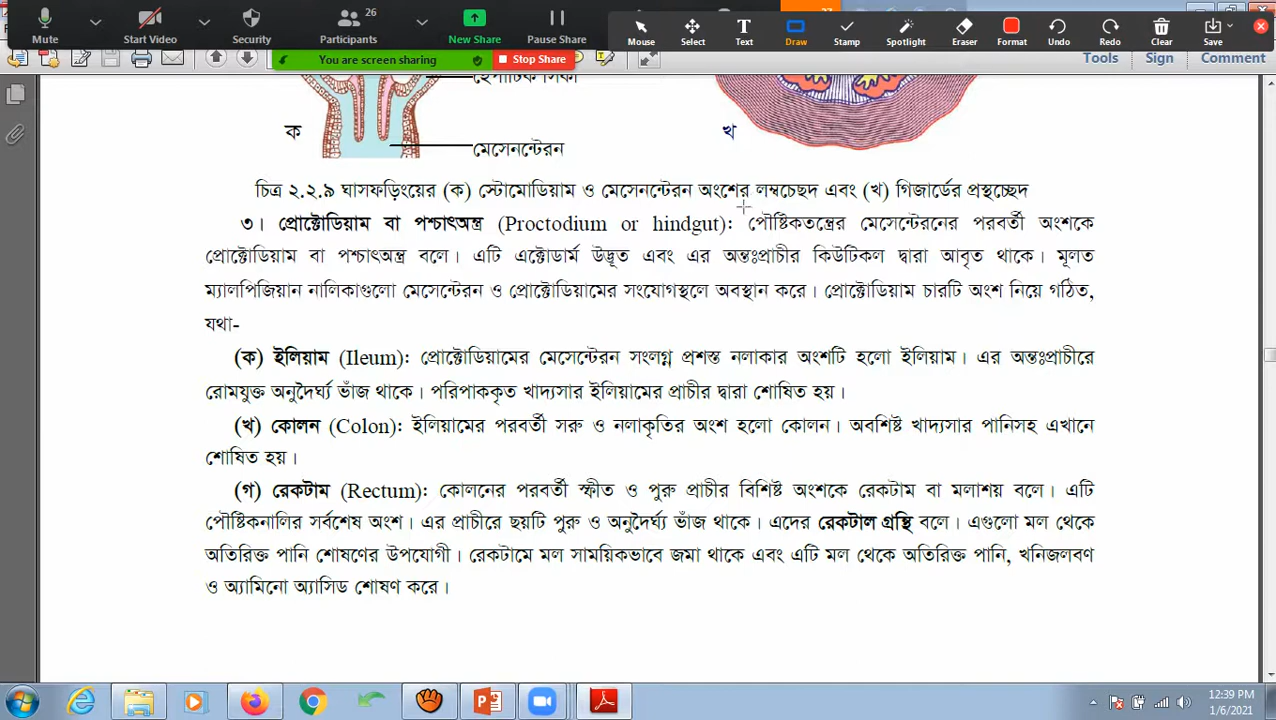 Mute
Start Video
Security
26
Participants
New Share
Pause Share
Mouse
Select
Text
Draw
Stamp
Spotlight
Eraser
Format
Undo
Redo
Clear
Save
You are screen sharing
Stop Share
Tools
Sign
Comment
হেপাটিক সিকা
ক
মেসেনন্টেরন
খ
চিত্র ২.২.৯ ঘাসফড়িংয়ের (ক) স্টোমোডিয়াম ও মেসেনন্টেরন অংশের লম্বচেছদ এবং (খ) গিজার্ডের প্রস্থচ্ছেদ
৩। প্রোক্টোডিয়াম বা পশ্চাৎঅন্ত্র (Proctodium or hindgut): পৌষ্টিকতন্ত্রের মেসেন্টেরনের পরবর্তী অংশকে
প্রোক্টোডিয়াম বা পশ্চাৎঅন্ত্র বলে। এটি এক্টোডার্ম উদ্ভূত এবং এর অন্তঃপ্রাচীর কিউটিকল দ্বারা আবৃত থাকে। মূলত
ম্যালপিজিয়ান নালিকাগুলো মেসেন্টেরন ও প্রোক্টোডিয়ামের সংযোগস্থলে অবস্থান করে। প্রোক্টোডিয়াম চারটি অংশ নিয়ে গঠিত,
যথা-
(ক) ইলিয়াম (Ileum): প্রোক্টোডিয়ামের মেসেন্টেরন সংলগ্ন প্রশস্ত নলাকার অংশটি হলো ইলিয়াম। এর অন্তঃপ্রাচীরে
রোমযুক্ত অনুদৈর্ঘ্য ভাঁজ থাকে। পরিপাককৃত খাদ্যসার ইলিয়ামের প্রাচীর দ্বারা শোষিত হয়।
(খ) কোলন (Colon): ইলিয়ামের পরবর্তী সরু ও নলাকৃতির অংশ হলো কোলন। অবশিষ্ট খাদ্যসার পানিসহ এখানে
শোষিত হয়।
(গ) রেকটাম (Rectum): কোলনের পরবর্তী স্ফীত ও পুরু প্রাচীর বিশিষ্ট অংশকে রেকটাম বা মলাশয় বলে। এটি
পৌষ্টিকনালির সর্বশেষ অংশ। এর প্রাচীরে ছয়টি পুরু ও অনুদৈর্ঘ্য ভাঁজ থাকে। এদের রেকটাল গ্রন্থি বলে। এগুলো মল থেকে
অতিরিক্ত পানি শোষণের উপযোগী। রেকটামে মল সাময়িকভাবে জমা থাকে এবং এটি মল থেকে অতিরিক্ত পানি, খনিজলবণ
ও অ্যামিনো অ্যাসিড শোষণ করে।
12:39 PM
1/6/2021